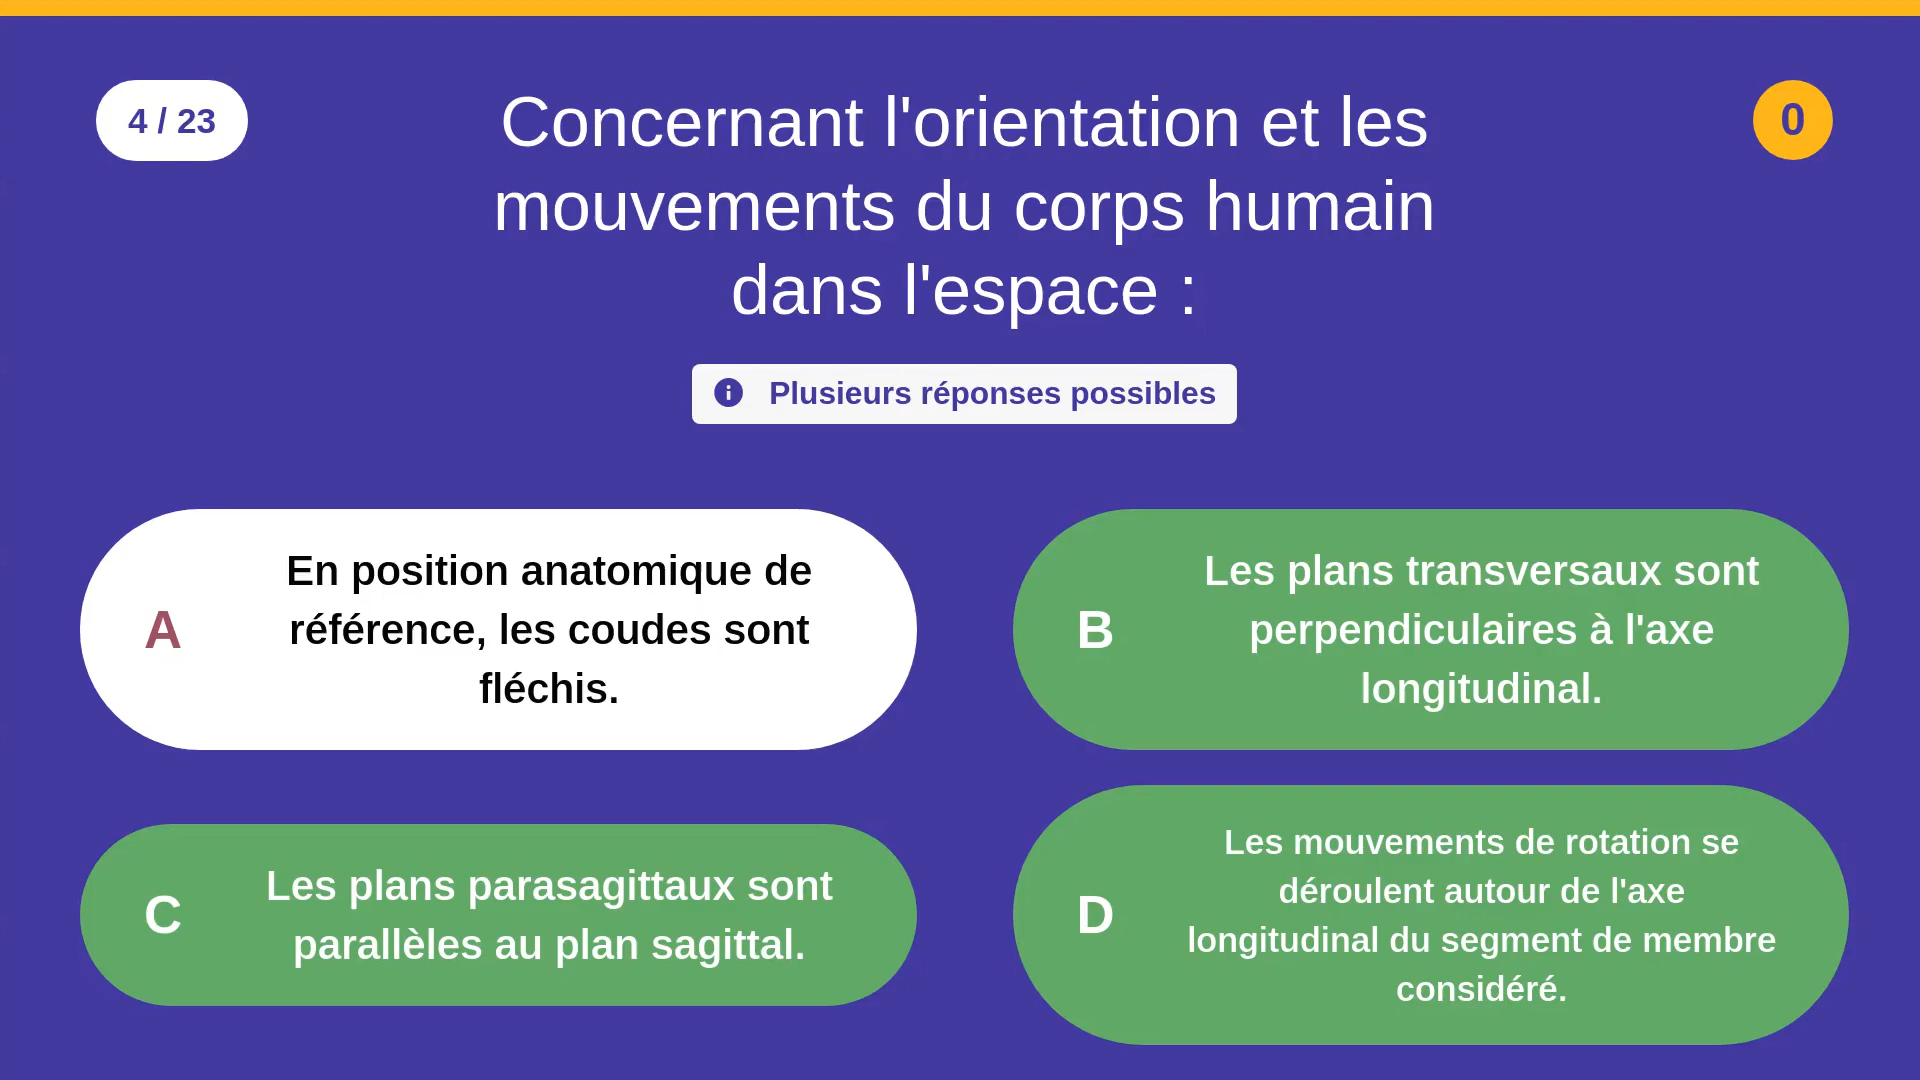 4 / 23
Concernant l'orientation et les
mouvements du corps humain
dans l'espace :
0
Plusieurs réponses possibles
A
En position anatomique de
référence, les coudes sont
fléchis.
B
Les plans transversaux sont
perpendiculaires à l'axe
longitudinal.
C
Les plans parasagittaux sont
parallèles au plan sagittal.
D
Les mouvements de rotation se
déroulent autour de l'axe
longitudinal du segment de membre
considéré.